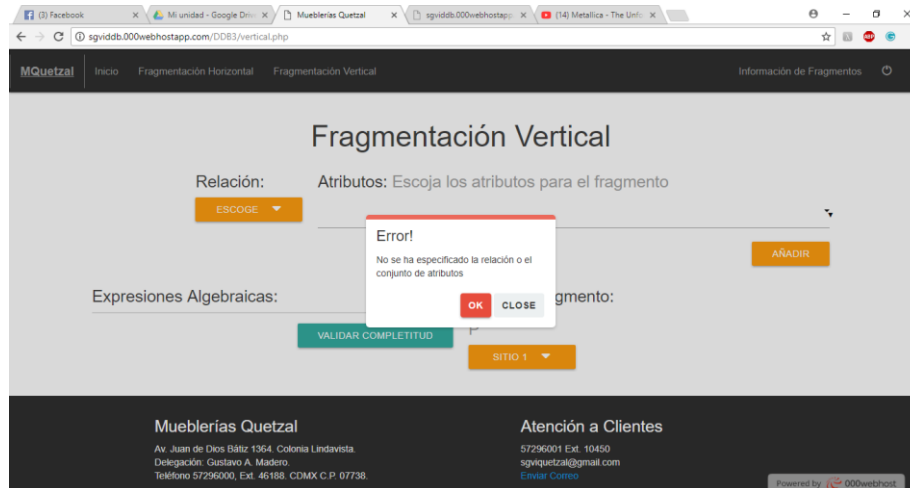 (3) Facebook
Mi unidad - Google Driv
Mueblerías Quetzal
sgviddb.000webhostapp
(14) Metallica - The Unfo
sgviddb.000webhostapp.com/DDB3/vertical.php
MQuetzal Inicio Fragmentación Horizontal Fragmentación Vertical Información de Fragmentos
Fragmentación Vertical
Relación:
Atributos: Escoja los atributos para el fragmento
ESCOGE
Error!
No se ha especificado la relación o el
conjunto de atributos
OK CLOSE
AÑADIR
Expresiones Algebraicas:
gmento:
VALIDAR COMPLETITUD
SITIO 1
Mueblerías Quetzal
Av. Juan de Dios Bátiz 1364. Colonia Lindavista.
Delegación: Gustavo A. Madero.
Teléfono 57296000, Ext. 46188. CDMX C.P. 07738.
Atención a Clientes
57296001 Ext. 10450
sgviquetzal@gmail.com
Enviar Correo
Powered by 000webhost